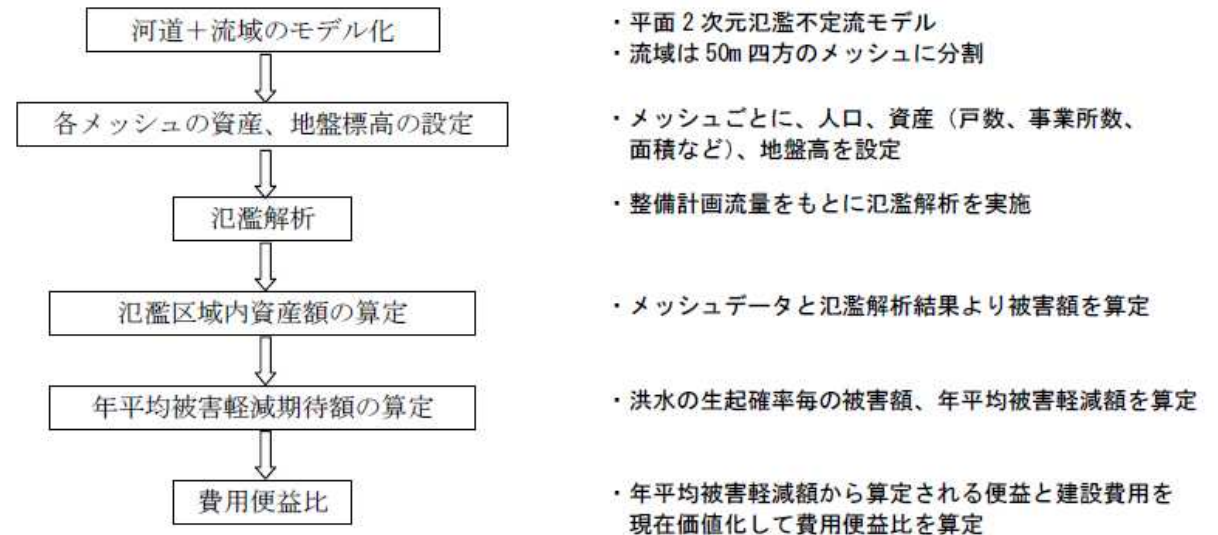 河道＋流域のモデル化
・平面２次元氾濫不定流モデル
・流域は 50m 四方のメッシュに分割
各メッシュの資産、地盤標高の設定
・メッシュごとに、人口、資産（戸数、事業所数、
面積など）、地盤高を設定
氾濫解析
・整備計画流量をもとに氾濫解析を実施
氾濫区域内資産額の算定
・メッシュデータと氾濫解析結果より被害額を算定
年平均被害軽減期待額の算定
・洪水の生起確率毎の被害額、年平均被害軽減額を算定
費用便益比
・年平均被害軽減額から算定される便益と建設費用を
現在価値化して費用便益比を算定